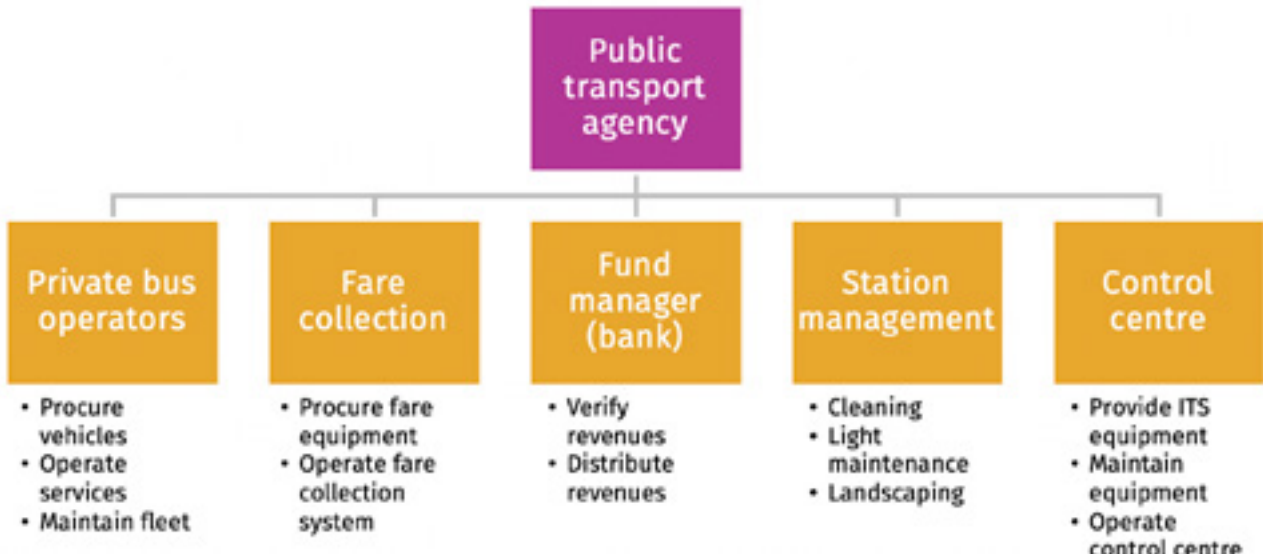 Public
transport
agency
Private bus
operators
Fare
collection
Fund
manager
(bank)
Station
management
Control
centre
• Procure
vehicles
• Operate
services
• Maintain fleet
• Procure fare
equipment
• Operate fare
collection
system
• Verify
revenues
• Distribute
revenues
• Cleaning
• Light
maintenance
• Landscaping
• Provide ITS
equipment
• Maintain
equipment
• Operate
control centre